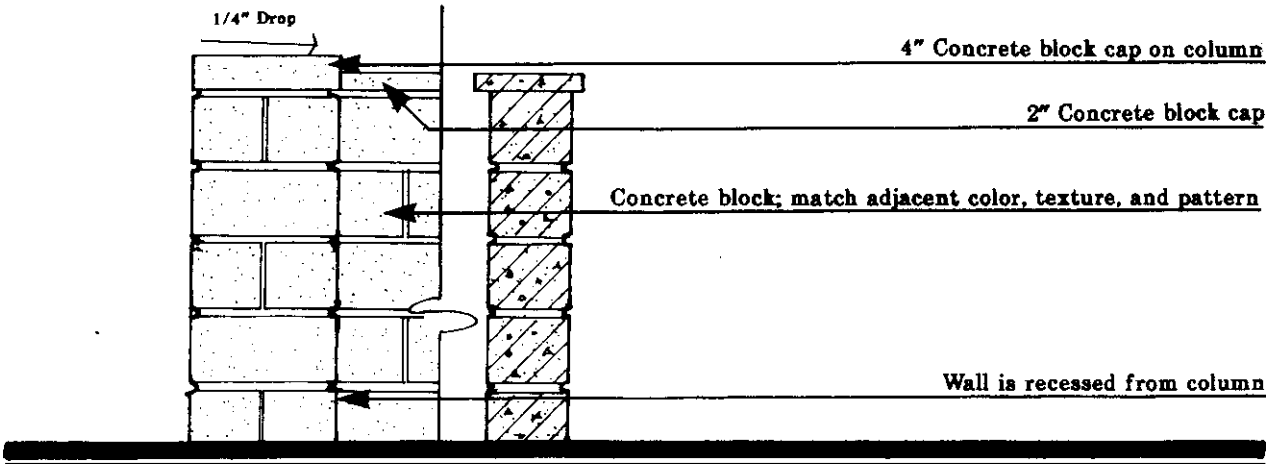 1/4" Drop
4" Concrete block cap on column
2" Concrete block cap
Concrete block; match adjacent color, texture, and pattern
Wall is recessed from column